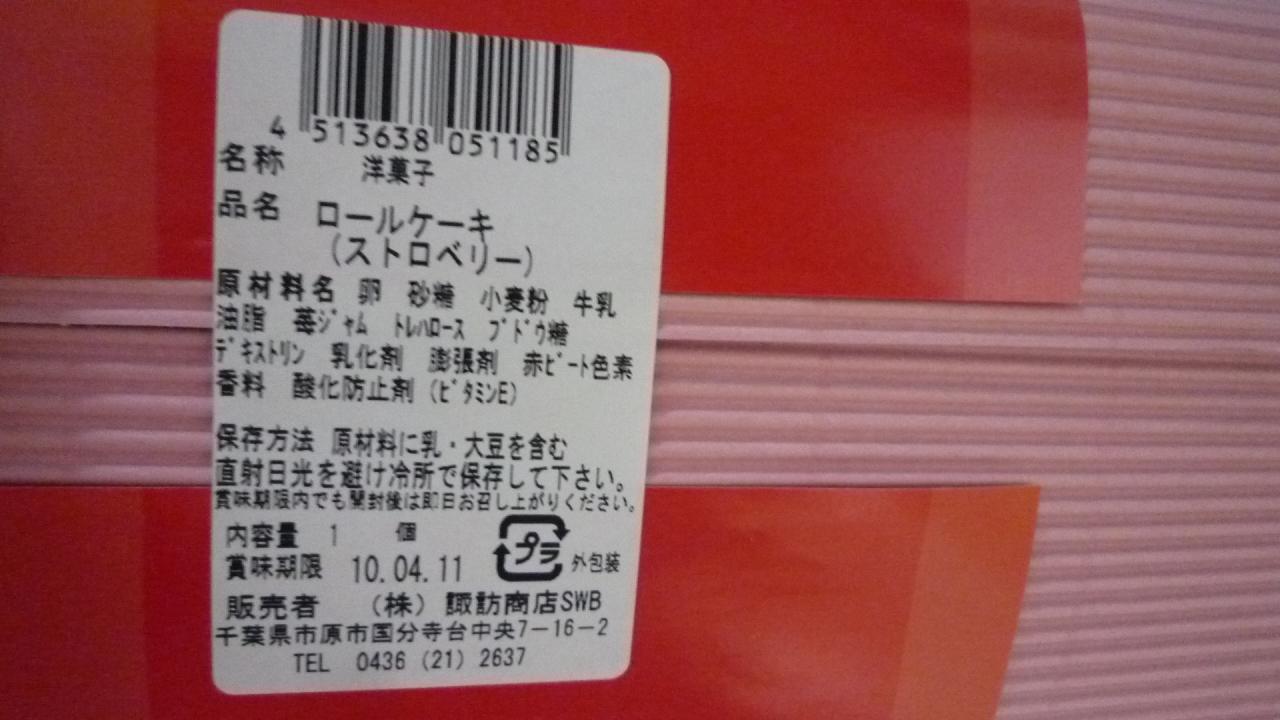 4 513638 051185
名称 洋菓子
品名 ロールケーキ
(ストロベリー)
原材料名 卵 砂糖 小麦粉 牛乳
油脂 苺ジャム トレハロース ブドウ糖
デキストリン 乳化剤 膨張剤 赤ビート色素
香料 酸化防止剤(ビタミンE)
保存方法 原材料に乳・大豆を含む
直射日光を避け冷所で保存して下さい。
賞味期限内でも開封後は即日お召し上がりください。
内容量 1 個
プラ 外包装
賞味期限 10.04.11
販売者 (株)諏訪商店SWB
千葉県市原市国分寺台中央7-16-2
TEL 0436(21)2637